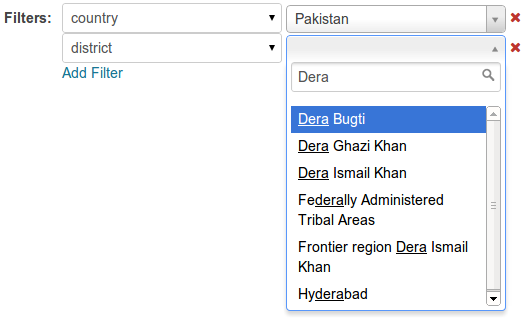 Filters: country Pakistan
district
Add Filter
Dera
Dera Bugti
Dera Ghazi Khan
Dera Ismail Khan
Federally Administered
Tribal Areas
Frontier region Dera Ismail
Khan
Hyderabad